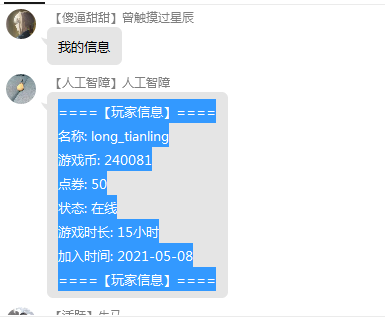 【傻逼甜甜】曾触摸过星辰
我的信息
【人工智障】人工智障
====【玩家信息】====
名称: long_tianling
游戏币: 240081
点券: 50
状态: 在线
游戏时长: 15小时
加入时间: 2021-05-08
====【玩家信息】====